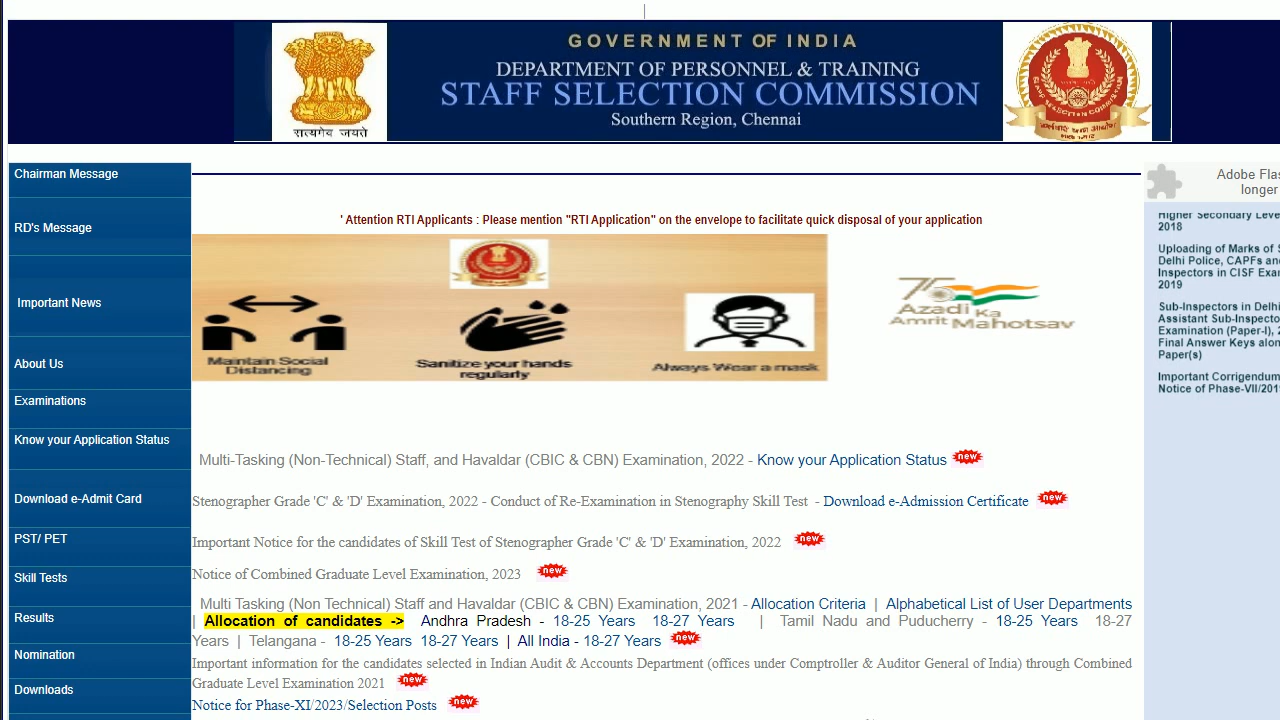 GOVERNMENT OF INDIA
DEPARTMENT OF PERSONNEL & TRAINING
STAFF SELECTION COMMISSION
Southern Region, Chennai
सत्यमेव जयते
Chairman Message
RD's Message
Important News
About Us
Examinations
Know your Application Status
Download e-Admit Card
PST/ PET
Skill Tests
Results
Nomination
Downloads
' Attention RTI Applicants : Please mention "RTI Application" on the envelope to facilitate quick disposal of your application
Maintain Social
Distancing
Sanitize your hands
regularly
Always Wear a mask
75
Azadi Ka
Amrit Mahotsav
Multi-Tasking (Non-Technical) Staff, and Havaldar (CBIC & CBN) Examination, 2022 - Know your Application Status new
Stenographer Grade 'C' & 'D' Examination, 2022 - Conduct of Re-Examination in Stenography Skill Test - Download e-Admission Certificate new
Important Notice for the candidates of Skill Test of Stenographer Grade 'C' & 'D' Examination, 2022 new
Notice of Combined Graduate Level Examination, 2023 new
Multi Tasking (Non Technical) Staff and Havaldar (CBIC & CBN) Examination, 2021 - Allocation Criteria | Alphabetical List of User Departments
| Allocation of candidates -> Andhra Pradesh - 18-25 Years 18-27 Years | Tamil Nadu and Puducherry - 18-25 Years 18-27
Years | Telangana - 18-25 Years 18-27 Years | All India - 18-27 Years new
Important information for the candidates selected in Indian Audit & Accounts Department (offices under Comptroller & Auditor General of India) through Combined
Graduate Level Examination 2021 new
Notice for Phase-XI/2023/Selection Posts new
Adobe Flas
longer
Higher Secondary Leve
2018
Uploading of Marks of S
Delhi Police, CAPFs and
Inspectors in CISF Exa
2019
Sub-Inspectors in Delhi
Assistant Sub-Inspecto
Examination (Paper-I), 2
Final Answer Keys alon
Paper(s)
Important Corrigendum
Notice of Phase-VII/201